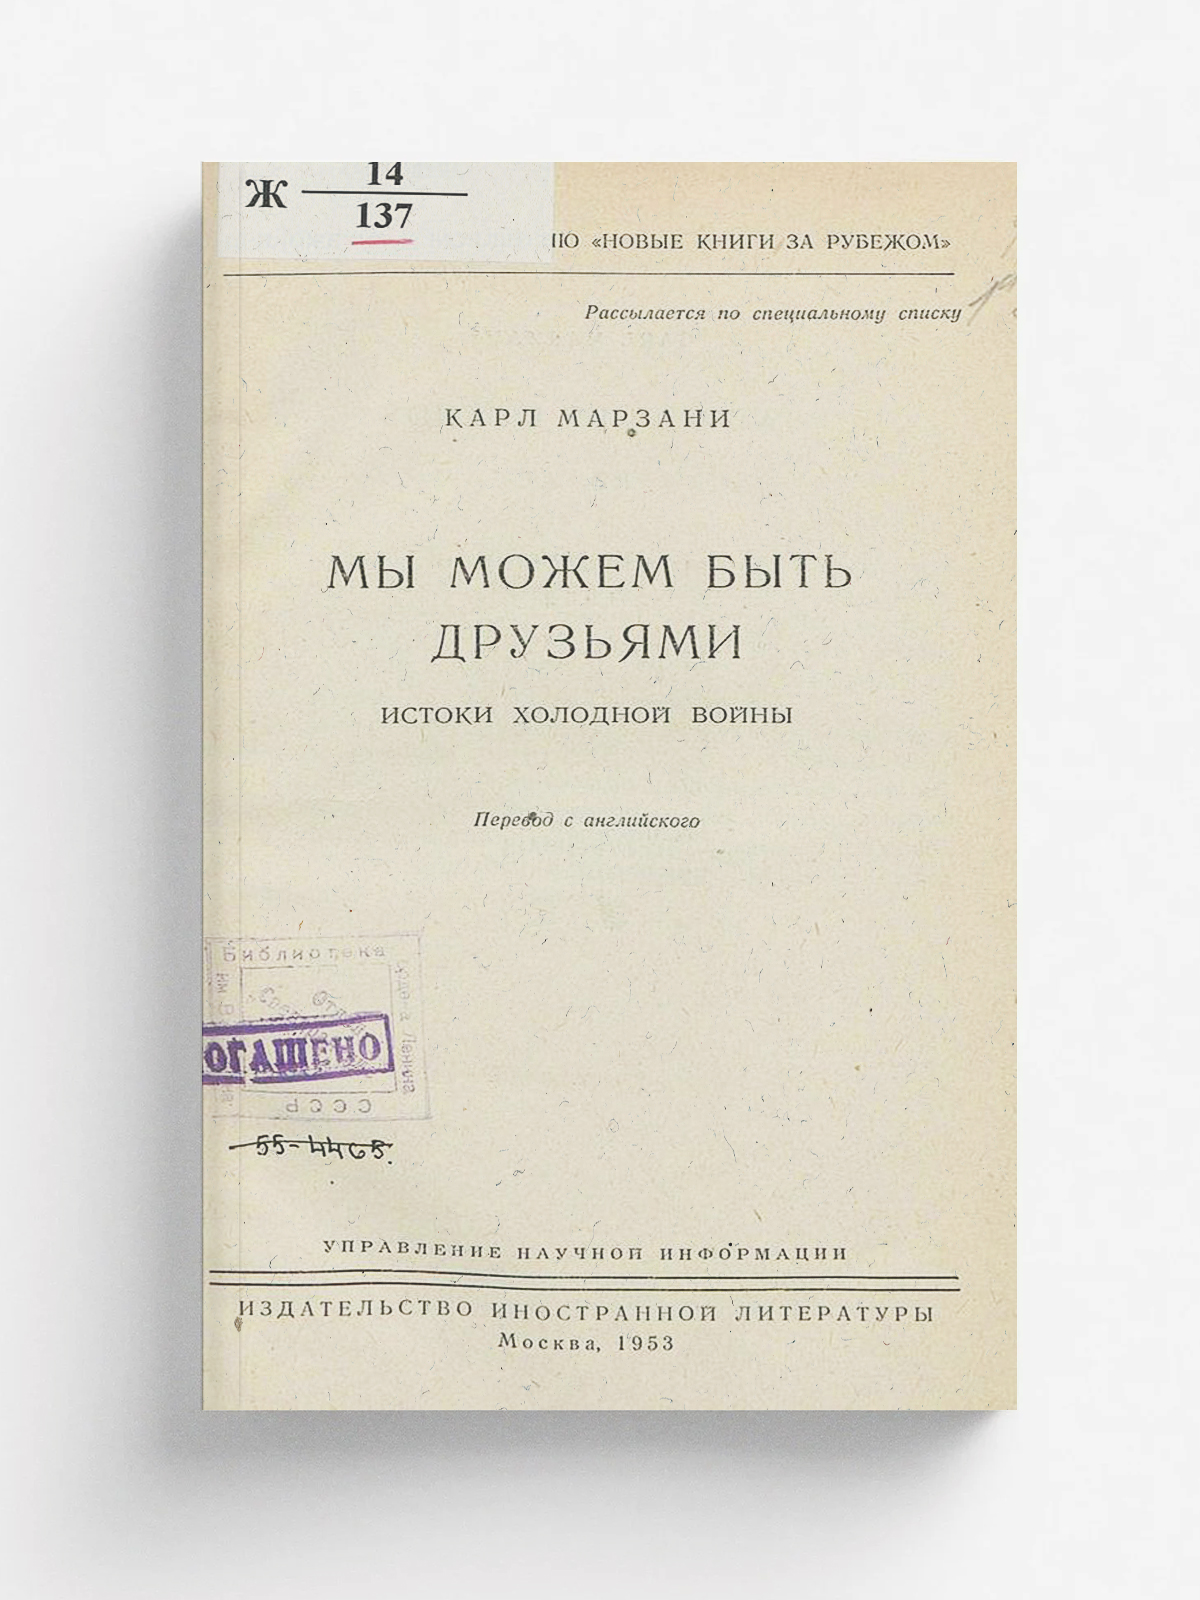 Ж 14
137
«НОВЫЕ КНИГИ ЗА РУБЕЖОМ»
Рассылается по специальному списку
КАРЛ МАРЗАНИ
МЫ МОЖЕМ БЫТЬ
ДРУЗЬЯМИ
ИСТОКИ ХОЛОДНОЙ ВОЙНЫ
Перевод с английского
Библиотека
Ленина
СССР
ОГАШЕНО
55-4465.
УПРАВЛЕНИЕ НАУЧНОЙ ИНФОРМАЦИИ
ИЗДАТЕЛЬСТВО ИНОСТРАННОЙ ЛИТЕРАТУРЫ
Москва, 1953